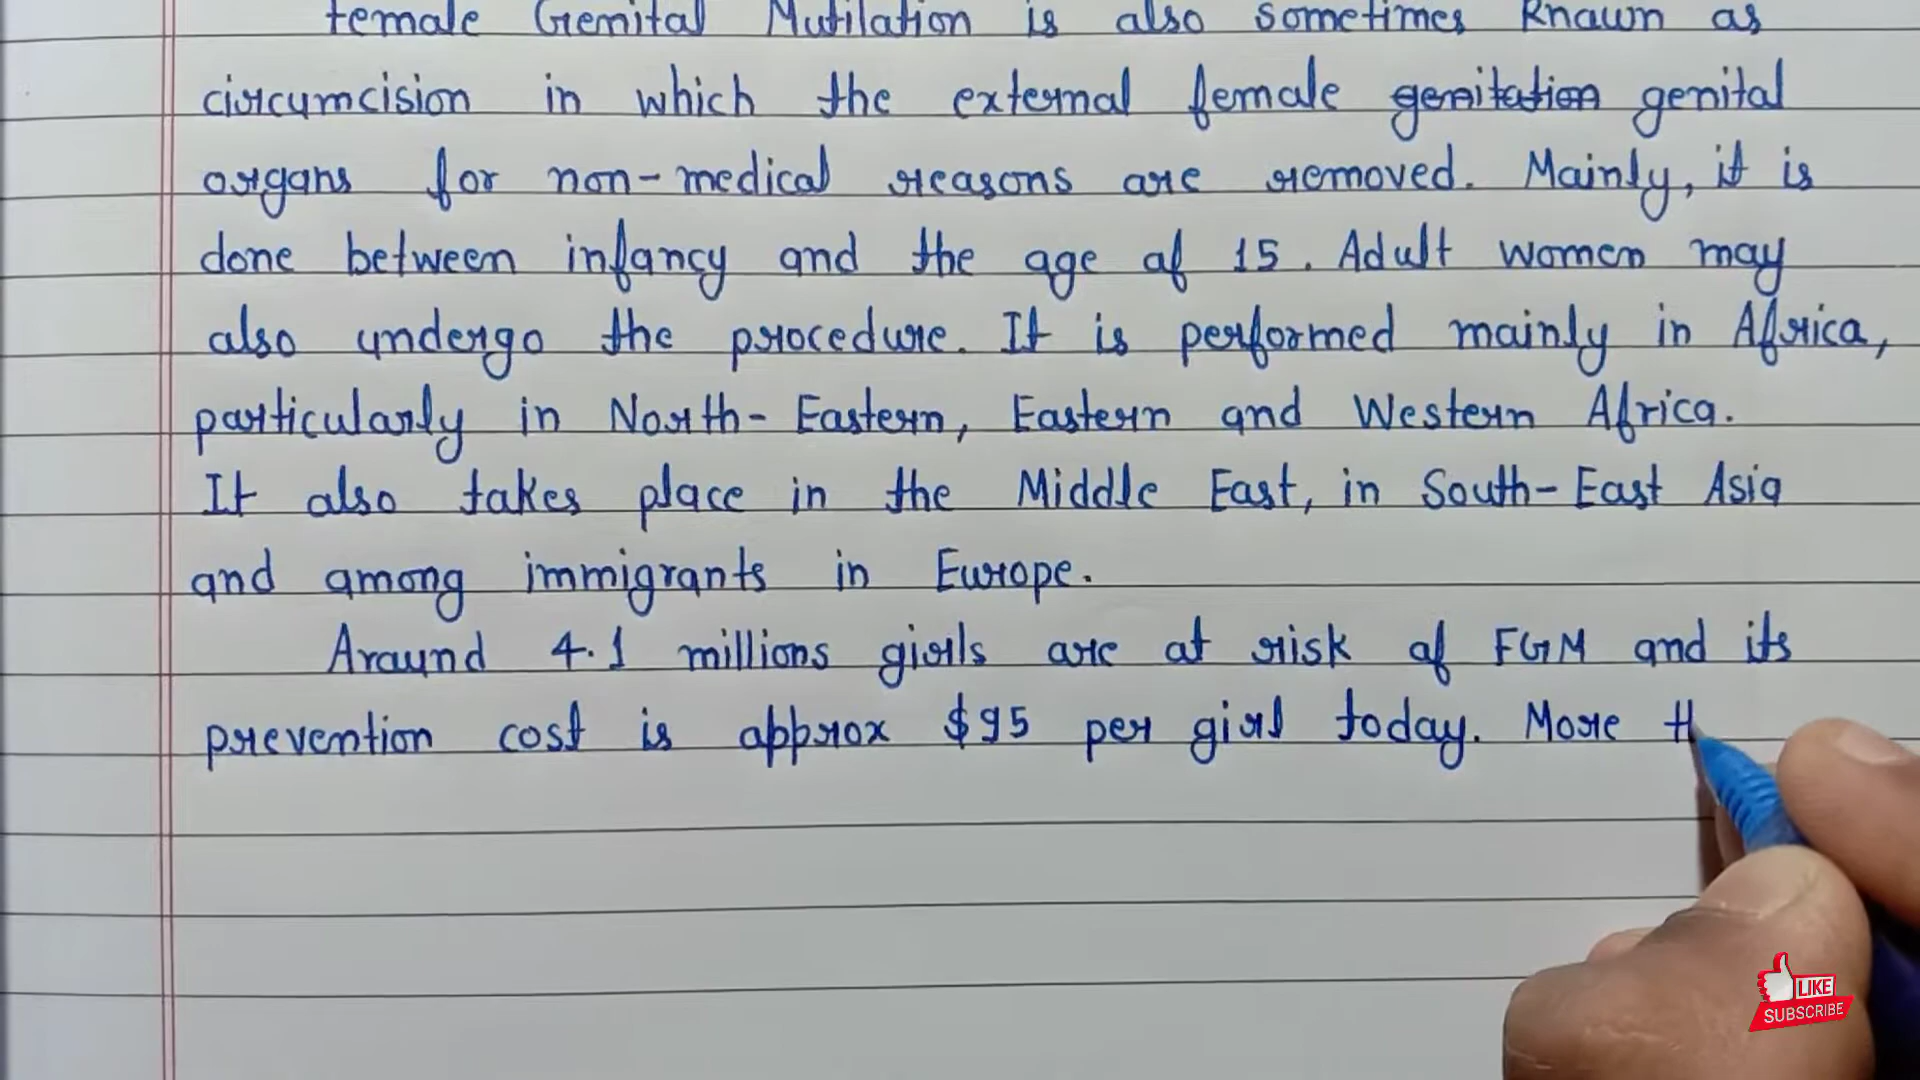 Female Genital Mutilation is also sometimes known as
circumcision in which the external female genitation genital
organs for non-medical reasons are removed. Mainly, it is
done between infancy and the age of 15. Adult women may
also undergo the procedure. It is performed mainly in Africa,
particularly in North-Eastern, Eastern and Western Africa.
It also takes place in the Middle East, in South-East Asia
and among immigrants in Europe.
Around 4.1 millions girls are at risk of FGM and its
prevention cost is approx $95 per girl today. More
LIKE
SUBSCRIBE